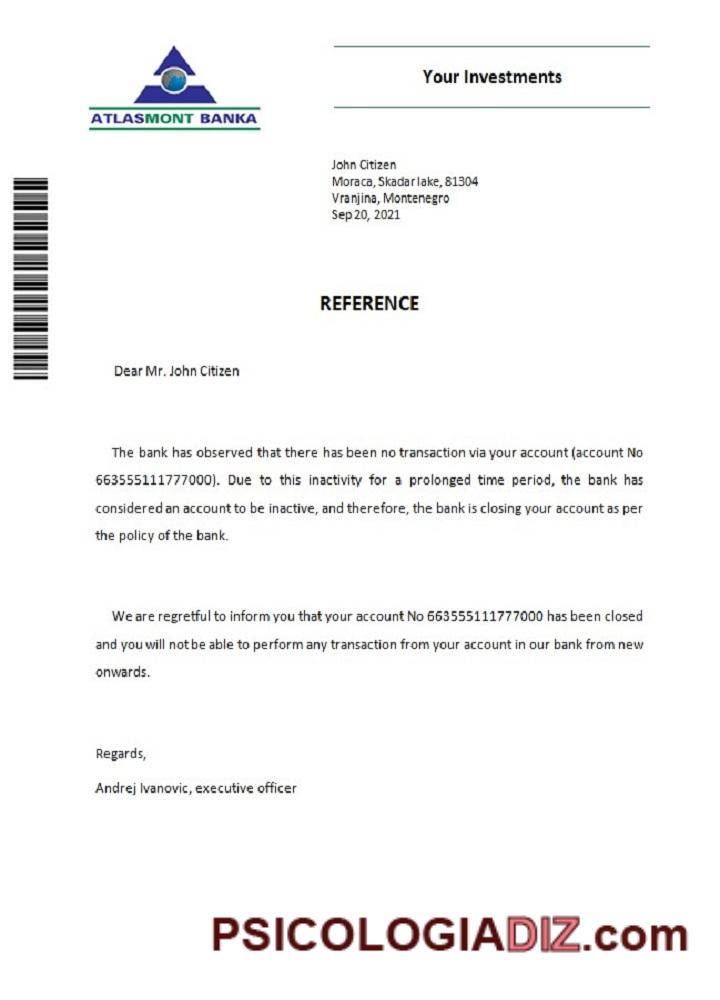 ATLASMONT BANKA
Your Investments
John Citizen
Moraca, Skadar lake, 81304
Vranjina, Montenegro
Sep 20, 2021
REFERENCE
Dear Mr. John Citizen
The bank has observed that there has been no transaction via your account (account No
663555111777000). Due to this inactivity for a prolonged time period, the bank has
considered an account to be inactive, and therefore, the bank is closing your account as per
the policy of the bank.
We are regretful to inform you that your account No 663555111777000 has been closed
and you will not be able to perform any transaction from your account in our bank from new
onwards.
Regards,
Andrej Ivanovic, executive officer
PSICOLOGIADIZ.com